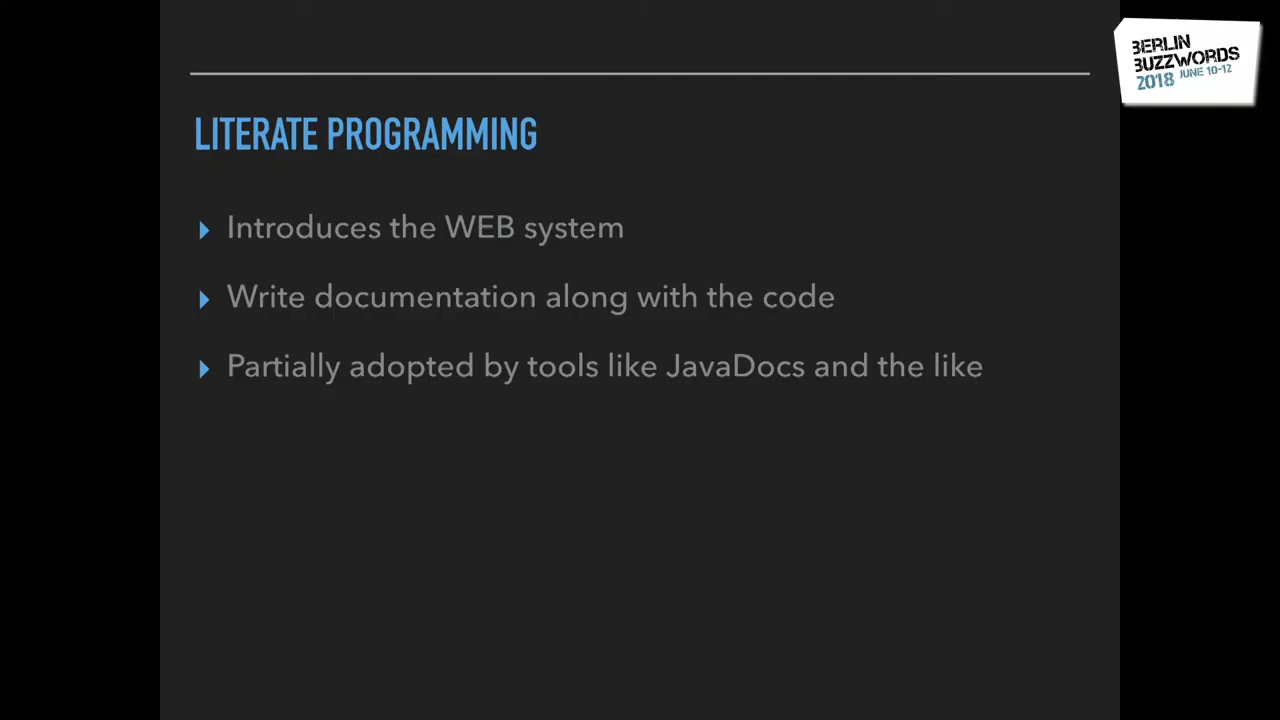 LITERATE PROGRAMMING
Introduces the WEB system
Write documentation along with the code
Partially adopted by tools like JavaDocs and the like
BERLIN
BUZZWORDS
2018 JUNE 10-12